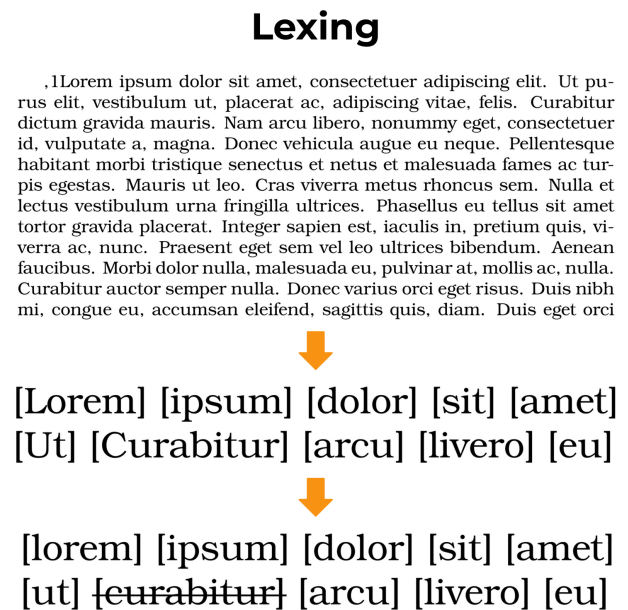 Lexing
,1Lorem ipsum dolor sit amet, consectetuer adipiscing elit. Ut pu-
rus elit, vestibulum ut, placerat ac, adipiscing vitae, felis. Curabitur
dictum gravida mauris. Nam arcu libero, nonummy eget, consectetuer
id, vulputate a, magna. Donec vehicula augue eu neque. Pellentesque
habitant morbi tristique senectus et netus et malesuada fames ac tur-
pis egestas. Mauris ut leo. Cras viverra metus rhoncus sem. Nulla et
lectus vestibulum urna fringilla ultrices. Phasellus eu tellus sit amet
tortor gravida placerat. Integer sapien est, iaculis in, pretium quis, vi-
verra ac, nunc. Praesent eget sem vel leo ultrices bibendum. Aenean
faucibus. Morbi dolor nulla, malesuada eu, pulvinar at, mollis ac, nulla.
Curabitur auctor semper nulla. Donec varius orci eget risus. Duis nibh
mi, congue eu, accumsan eleifend, sagittis quis, diam. Duis eget orci
[Lorem] [ipsum] [dolor] [sit] [amet]
[Ut] [Curabitur] [arcu] [livero] [eu]
[lorem] [ipsum] [dolor] [sit] [amet]
[ut] [curabitur] [arcu] [livero] [eu]